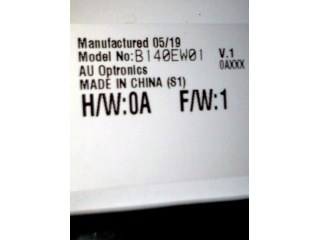 Manufactured 05/19
Model No:B140EW01 V.1
AU Optronics 0AXXX
MADE IN CHINA (S1)
H/W:0A F/W:1